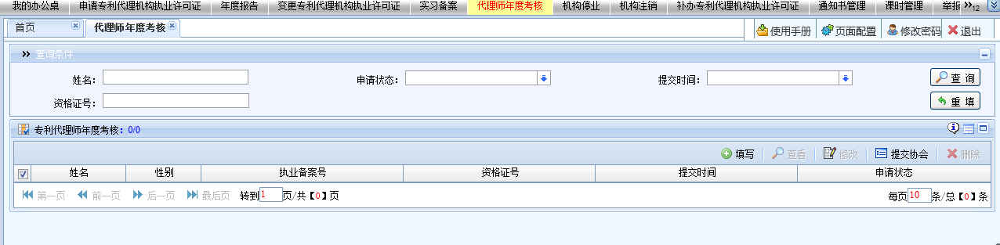 我的办公桌 申请专利代理机构执业许可证 年度报告 变更专利代理机构执业许可证 实习备案 代理师年度考核 机构停业 机构注销 补办专利代理机构执业许可证 通知书管理 课时管理 举报 12
首页 代理师年度考核 使用手册 页面配置 修改密码 退出
查询条件
姓名： 申请状态： 提交时间： 查 询
资格证号： 重 填
专利代理师年度考核：0/0
填写 查看 修改 提交协会 删除
姓名 性别 执业备案号 资格证号 提交时间 申请状态
第一页 前一页 后一页 最后页 转到1页/共【0】页 每页10条/总【0】条